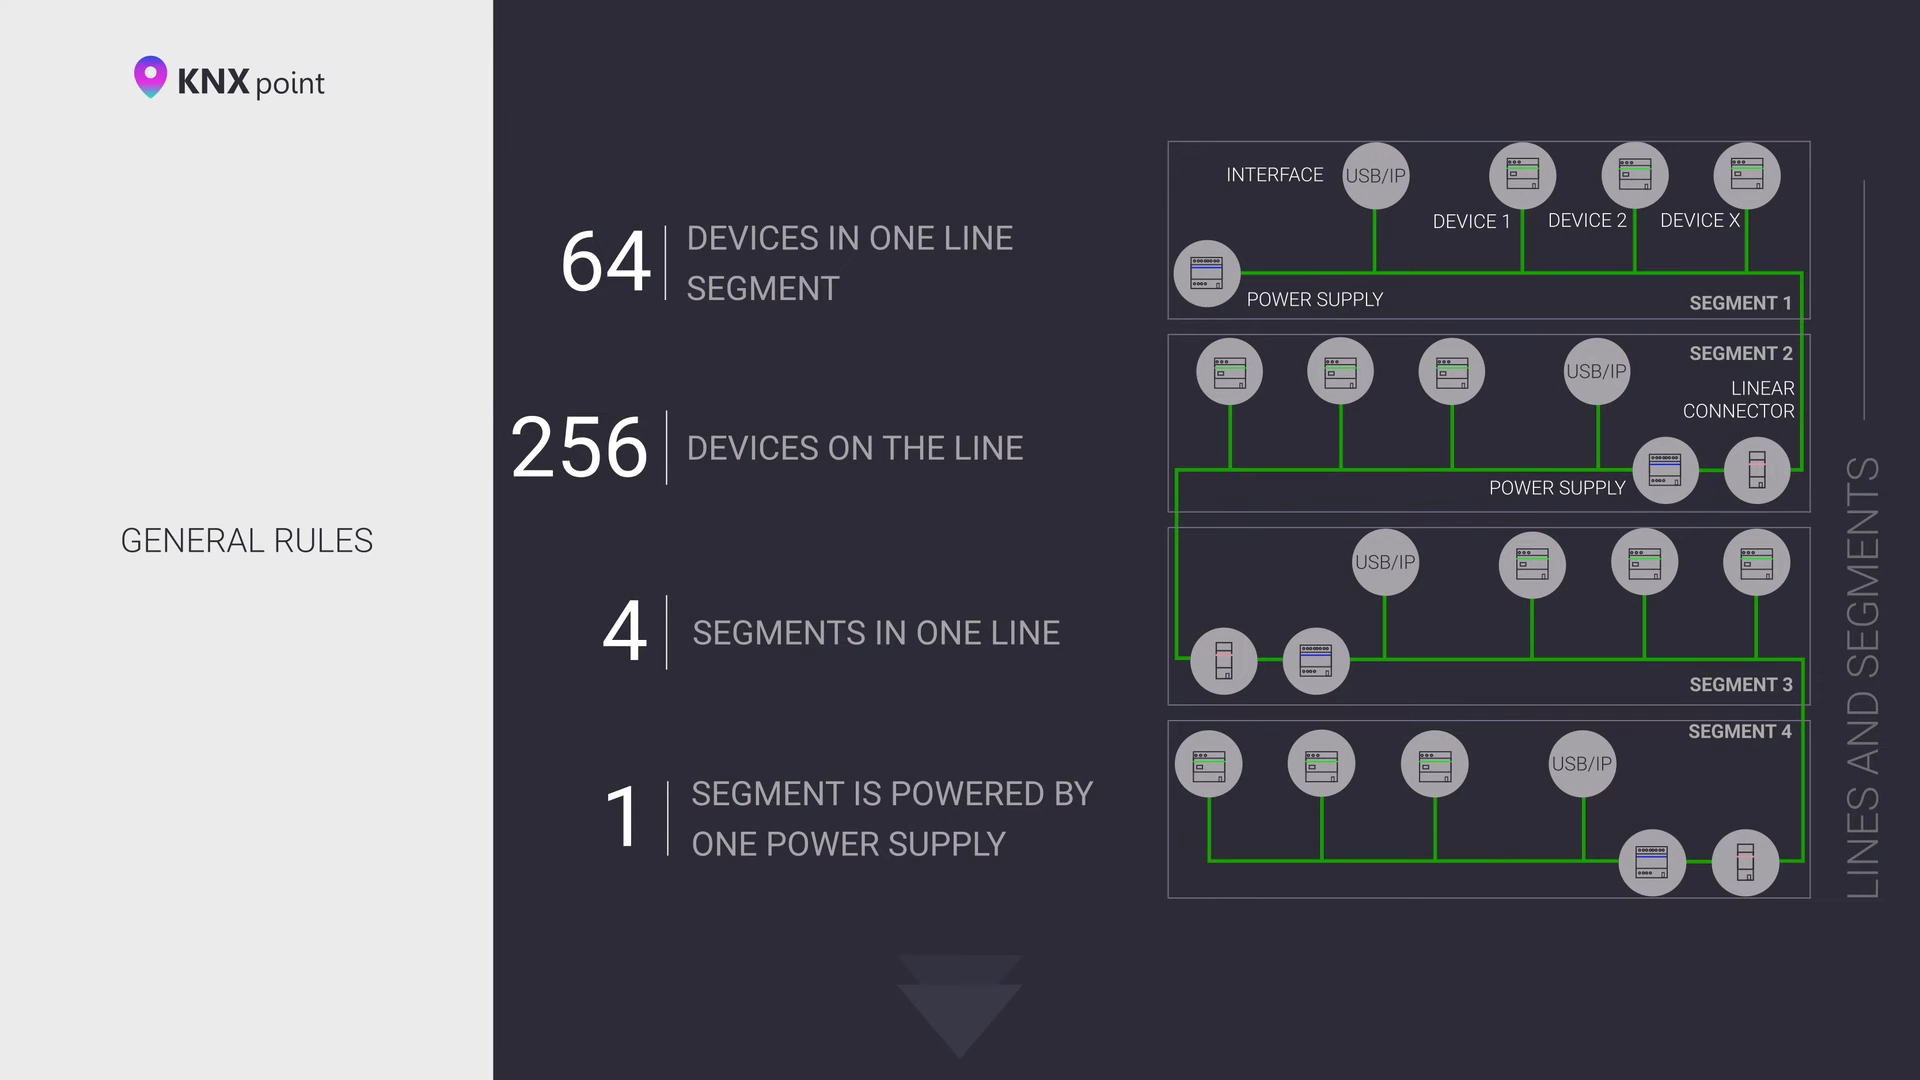 KNX point
GENERAL RULES
64
DEVICES IN ONE LINE
SEGMENT
256
DEVICES ON THE LINE
4
SEGMENTS IN ONE LINE
1
SEGMENT IS POWERED BY
ONE POWER SUPPLY
INTERFACE
USB/IP
DEVICE 1
DEVICE 2
DEVICE X
POWER SUPPLY
SEGMENT 1
SEGMENT 2
USB/IP
LINEAR
CONNECTOR
POWER SUPPLY
USB/IP
SEGMENT 3
SEGMENT 4
USB/IP
LINES AND SEGMENTS